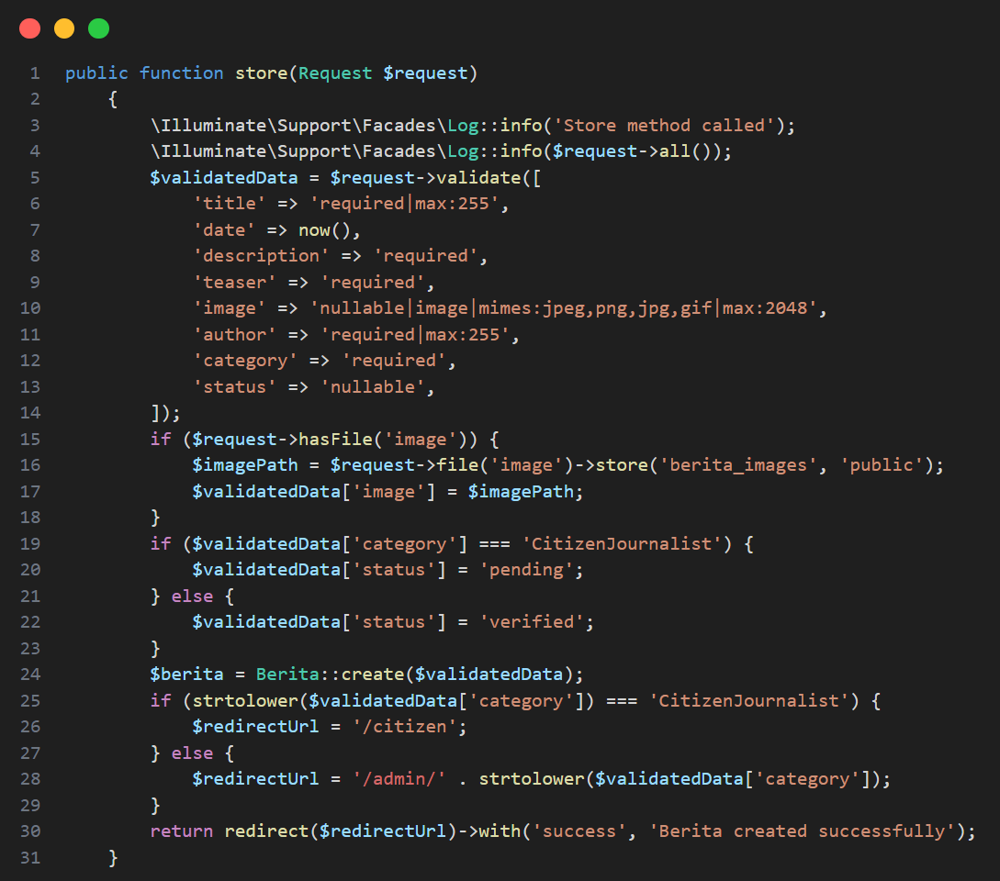 1 public function store(Request $request)
2     {
3         \Illuminate\Support\Facades\Log::info('Store method called');
4         \Illuminate\Support\Facades\Log::info($request->all());
5         $validatedData = $request->validate([
6             'title' => 'required|max:255',
7             'date' => now(),
8             'description' => 'required',
9             'teaser' => 'required',
10             'image' => 'nullable|image|mimes:jpeg,png,jpg,gif|max:2048',
11             'author' => 'required|max:255',
12             'category' => 'required',
13             'status' => 'nullable',
14         ]);
15         if ($request->hasFile('image')) {
16             $imagePath = $request->file('image')->store('berita_images', 'public');
17             $validatedData['image'] = $imagePath;
18         }
19         if ($validatedData['category'] === 'CitizenJournalist') {
20             $validatedData['status'] = 'pending';
21         } else {
22             $validatedData['status'] = 'verified';
23         }
24         $berita = Berita::create($validatedData);
25         if (strtolower($validatedData['category']) === 'CitizenJournalist') {
26             $redirectUrl = '/citizen';
27         } else {
28             $redirectUrl = '/admin/' . strtolower($validatedData['category']);
29         }
30         return redirect($redirectUrl)->with('success', 'Berita created successfully');
31     }